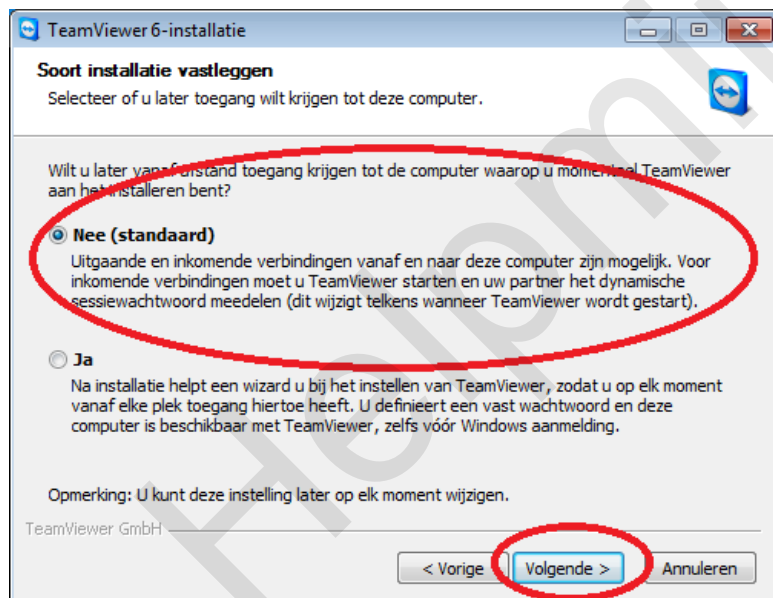 TeamViewer 6-installatie
Soort installatie vastleggen
Selecteer of u later toegang wilt krijgen tot deze computer.
Wilt u later vanaf afstand toegang krijgen tot de computer waarop u momenteel TeamViewer
aan het installeren bent?
Nee (standaard)
Uitgaande en inkomende verbindingen vanaf en naar deze computer zijn mogelijk. Voor
inkomende verbindingen moet u TeamViewer starten en uw partner het dynamische
sessiewachtwoord meedelen (dit wijzigt telkens wanneer TeamViewer wordt gestart).
Ja
Na installatie helpt een wizard u bij het instellen van TeamViewer, zodat u op elk moment
vanaf elke plek toegang hiertoe heeft. U definieert een vast wachtwoord en deze
computer is beschikbaar met TeamViewer, zelfs vóór Windows aanmelding.
Opmerking: U kunt deze instelling later op elk moment wijzigen.
TeamViewer GmbH
< Vorige Volgende > Annuleren